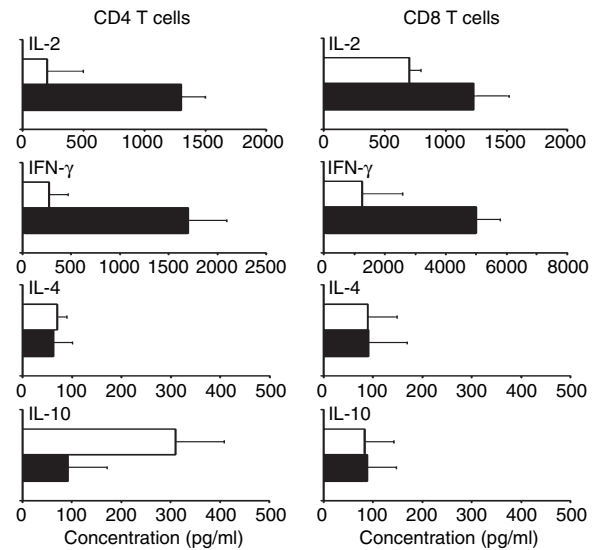 CD4 T cells CD8 T cells
IL-2 IL-2
0 500 1000 1500 2000 0 500 1000 1500 2000
IFN-γ IFN-γ
0 500 1000 1500 2000 2500 0 2000 4000 6000 8000
IL-4 IL-4
0 100 200 300 400 500 0 100 200 300 400 500
IL-10 IL-10
0 100 200 300 400 500 0 100 200 300 400 500
Concentration (pg/ml) Concentration (pg/ml)